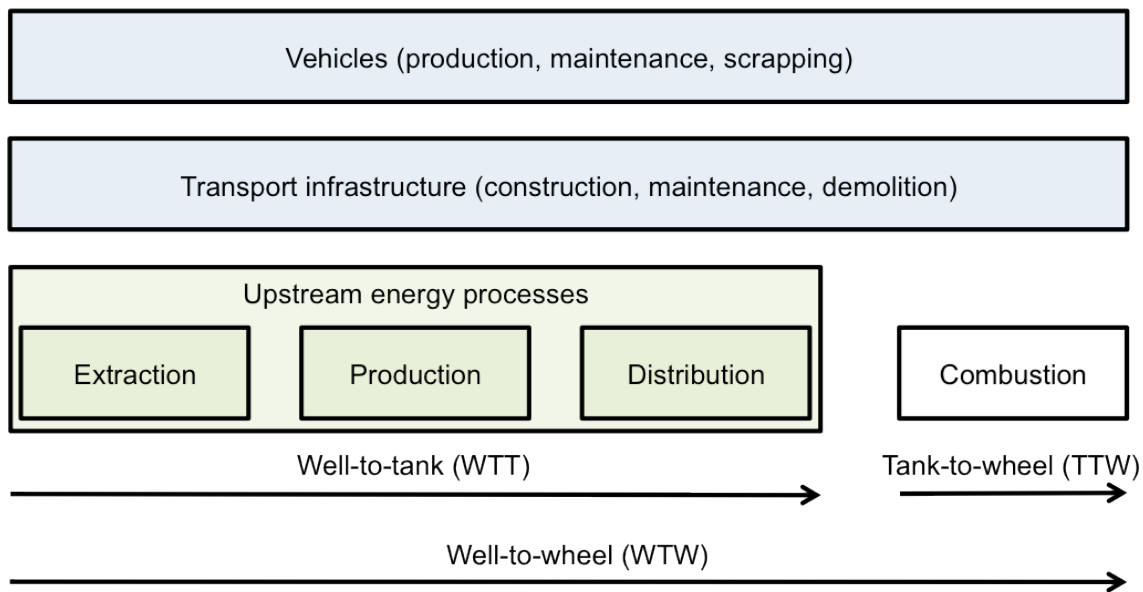 Vehicles (production, maintenance, scrapping)
Transport infrastructure (construction, maintenance, demolition)
Upstream energy processes
Extraction
Production
Distribution
Combustion
Well-to-tank (WTT)
Tank-to-wheel (TTW)
Well-to-wheel (WTW)